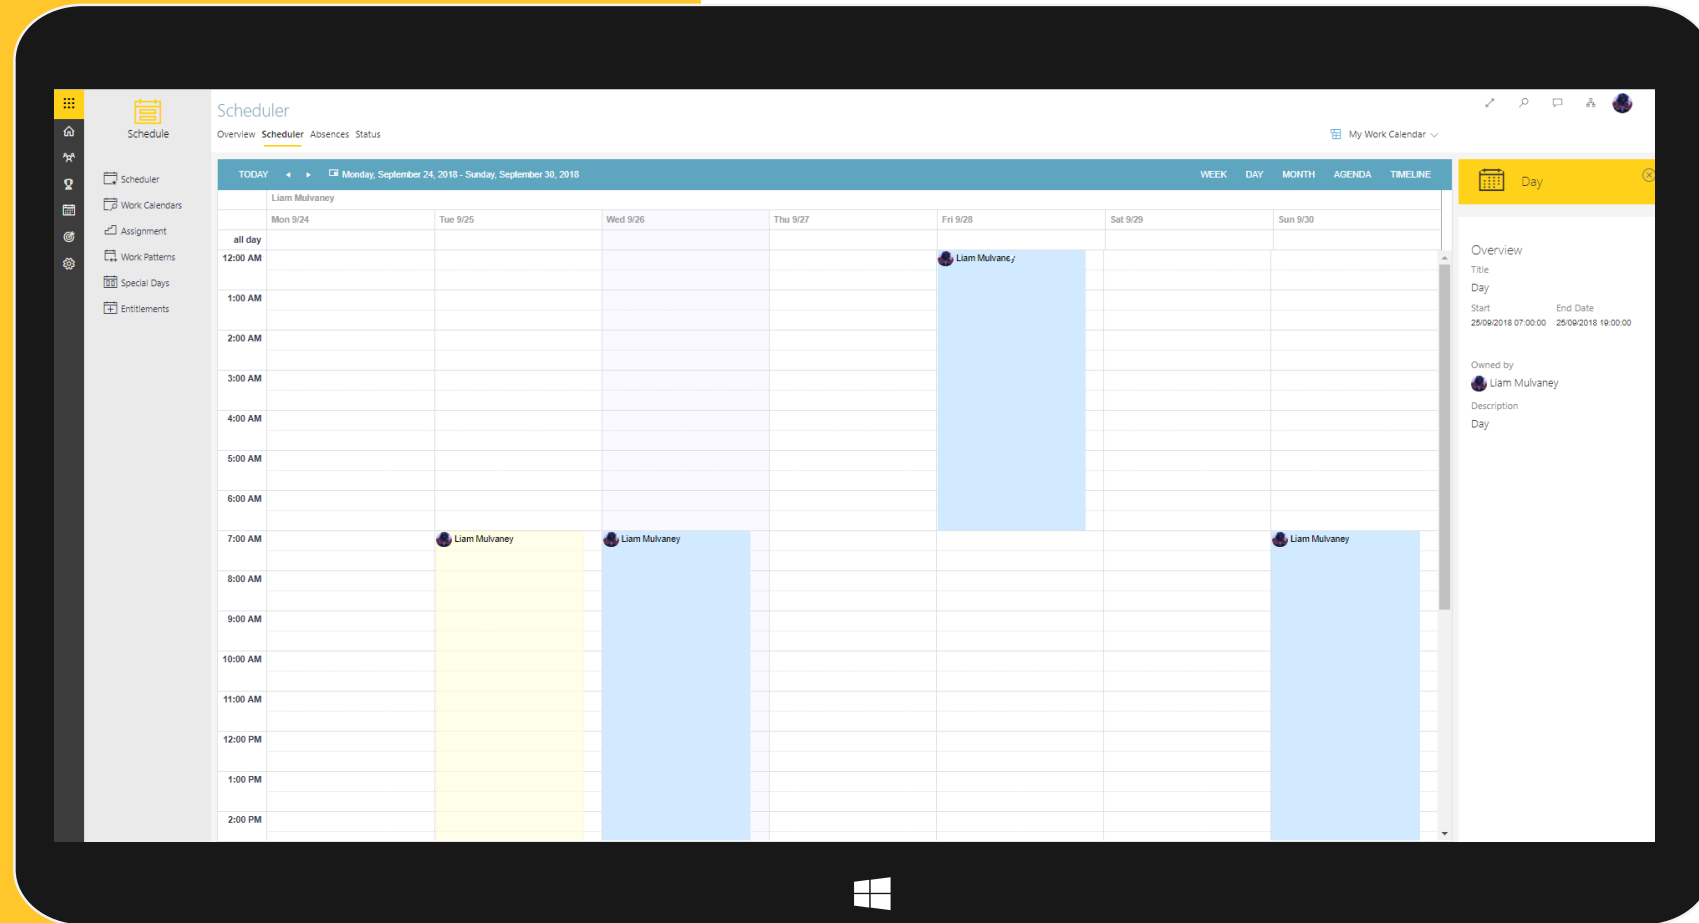 Schedule
Scheduler
Work Calendars
Assignment
Work Patterns
Special Days
Entitlements
Scheduler
Overview Scheduler Absences Status
My Work Calendar
TODAY Monday, September 24, 2018 - Sunday, September 30, 2018 WEEK DAY MONTH AGENDA TIMELINE
Liam Mulvaney
Mon 9/24 Tue 9/25 Wed 9/26 Thu 9/27 Fri 9/28 Sat 9/29 Sun 9/30
all day
12:00 AM Liam Mulvaney
1:00 AM
2:00 AM
3:00 AM
4:00 AM
5:00 AM
6:00 AM
7:00 AM Liam Mulvaney Liam Mulvaney Liam Mulvaney
8:00 AM
9:00 AM
10:00 AM
11:00 AM
12:00 PM
1:00 PM
2:00 PM
Day
Overview
Title
Day
Start End Date
25/09/2018 07:00:00 25/09/2018 19:00:00
Owned by
Liam Mulvaney
Description
Day